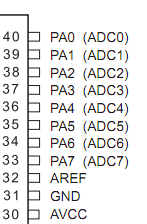 40 PA0 (ADC0)
39 PA1 (ADC1)
38 PA2 (ADC2)
37 PA3 (ADC3)
36 PA4 (ADC4)
35 PA5 (ADC5)
34 PA6 (ADC6)
33 PA7 (ADC7)
32 AREF
31 GND
30 AVCC